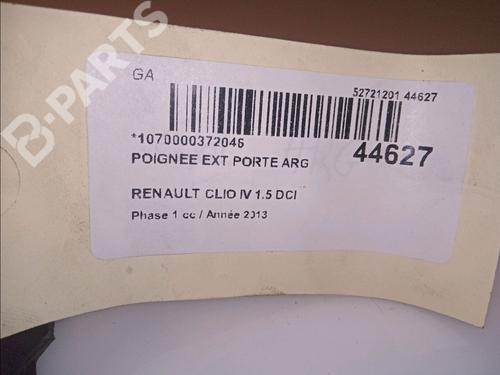 B-PARTS
GA
52721201 44627
*1070000372046
POIGNEE EXT PORTE ARG
44627
RENAULT CLIO IV 1.5 DCI
Phase 1 cc / Année 2013